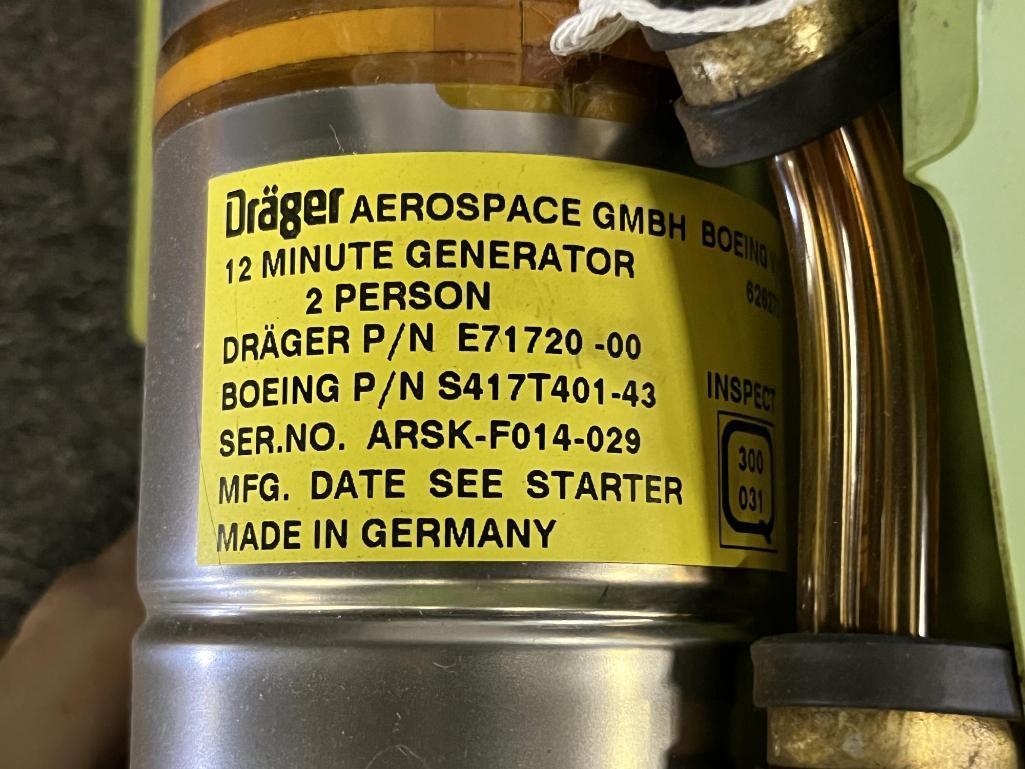 Dräger AEROSPACE GMBH BOEING
12 MINUTE GENERATOR
2 PERSON
DRÄGER P/N E71720 -00
BOEING P/N S417T401-43
INSPECT
SER.NO. ARSK-F014-029
300
031
MFG. DATE SEE STARTER
MADE IN GERMANY